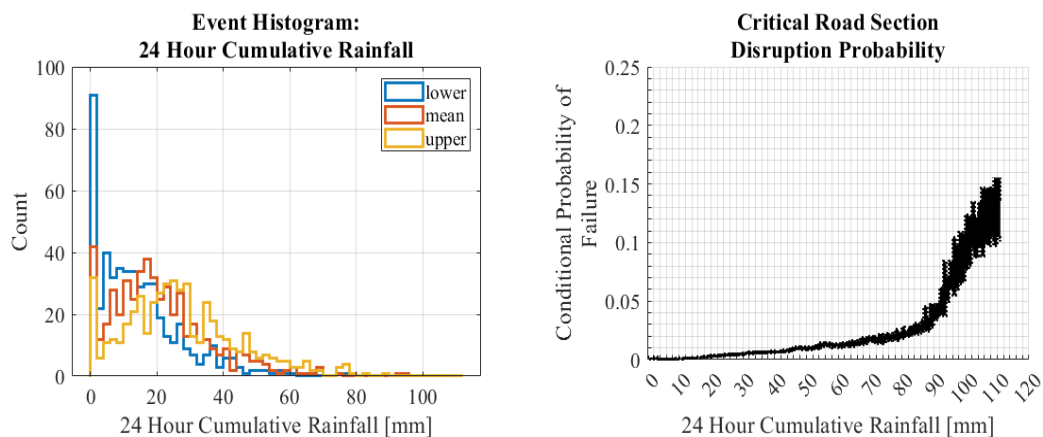 Event Histogram:
24 Hour Cumulative Rainfall
100
80
60
40
20
0
Count
lower
mean
upper
0
20
40
60
80
100
24 Hour Cumulative Rainfall [mm]
Critical Road Section
Disruption Probability
0.25
0.2
0.15
0.1
0.05
0
Conditional Probability of
Failure
0
10
20
30
40
50
60
70
80
90
100
110
120
24 Hour Cumulative Rainfall [mm]